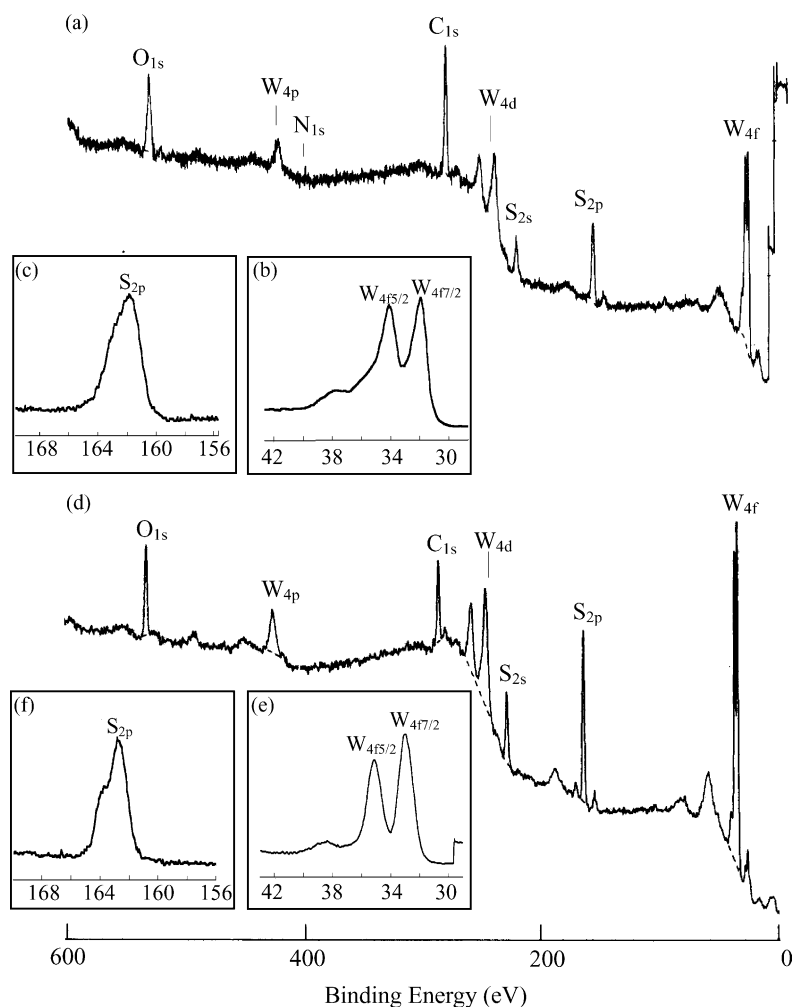 (a)
O1s
W4p
N1s
C1s
W4d
S2s
S2p
W4f
(c)
S2p
168 164 160 156
(b)
W4f5/2 W4f7/2
42 38 34 30
(d)
O1s
W4p
C1s
W4d
S2s
S2p
W4f
(f)
S2p
168 164 160 156
(e)
W4f5/2 W4f7/2
42 38 34 30
600 400 200 0
Binding Energy (eV)